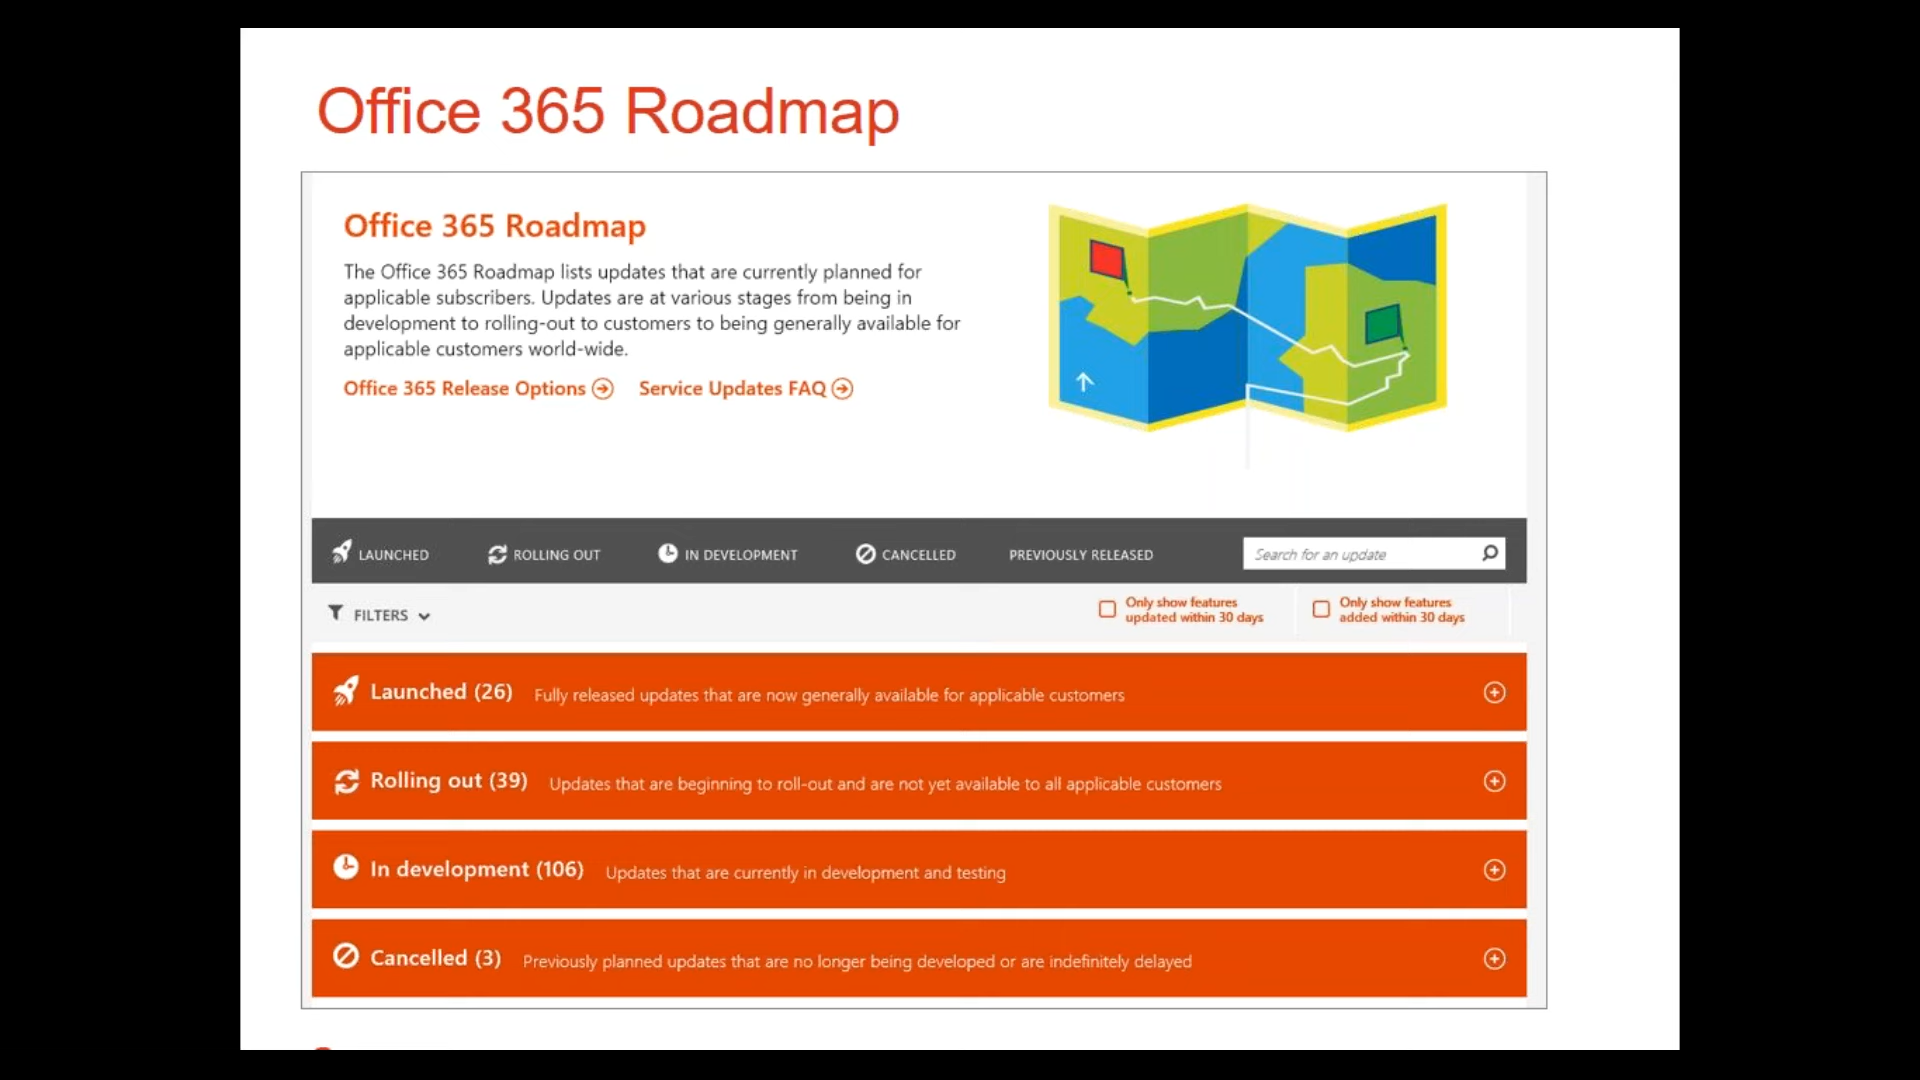 Office 365 Roadmap
Office 365 Roadmap
The Office 365 Roadmap lists updates that are currently planned for
applicable subscribers. Updates are at various stages from being in
development to rolling-out to customers to being generally available for
applicable customers world-wide.
Office 365 Release Options Service Updates FAQ
LAUNCHED ROLLING OUT IN DEVELOPMENT CANCELLED PREVIOUSLY RELEASED Search for an update
FILTERS
Only show features
updated within 30 days
Only show features
added within 30 days
Launched (26) Fully released updates that are now generally available for applicable customers
Rolling out (39) Updates that are beginning to roll-out and are not yet available to all applicable customers
In development (106) Updates that are currently in development and testing
Cancelled (3) Previously planned updates that are no longer being developed or are indefinitely delayed